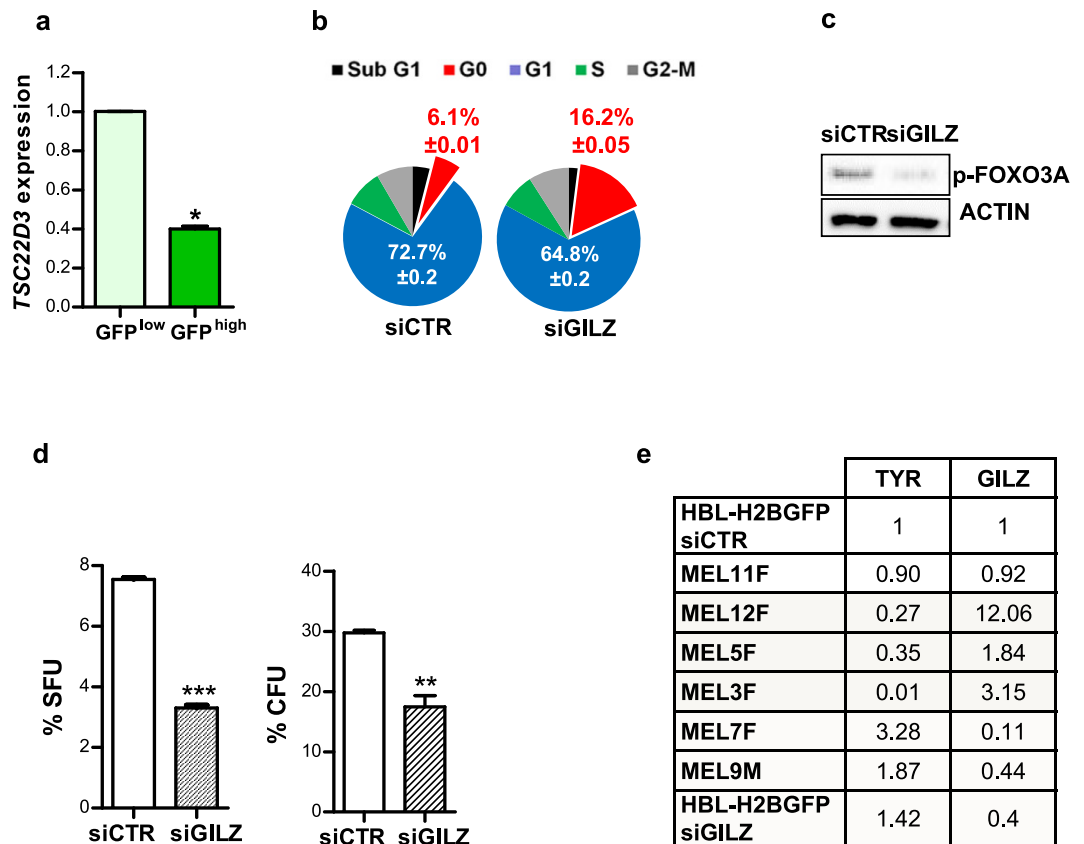 a
TSC22D3 expression
1.2
1.0
0.8
0.6
0.4
0.2
0.0
*
GFPlow GFPhigh
b
Sub G1 G0 G1 S G2-M
6.1%
±0.01
16.2%
±0.05
72.7%
±0.2
64.8%
±0.2
siCTR siGILZ
c
siCTRsiGILZ
p-FOXO3A
ACTIN
d
% SFU
8
6
4
2
0
***
siCTR siGILZ
% CFU
40
30
20
10
0
**
siCTR siGILZ
e
TYR GILZ
HBL-H2BGFP
siCTR 1 1
MEL11F 0.90 0.92
MEL12F 0.27 12.06
MEL5F 0.35 1.84
MEL3F 0.01 3.15
MEL7F 3.28 0.11
MEL9M 1.87 0.44
HBL-H2BGFP
siGILZ 1.42 0.4